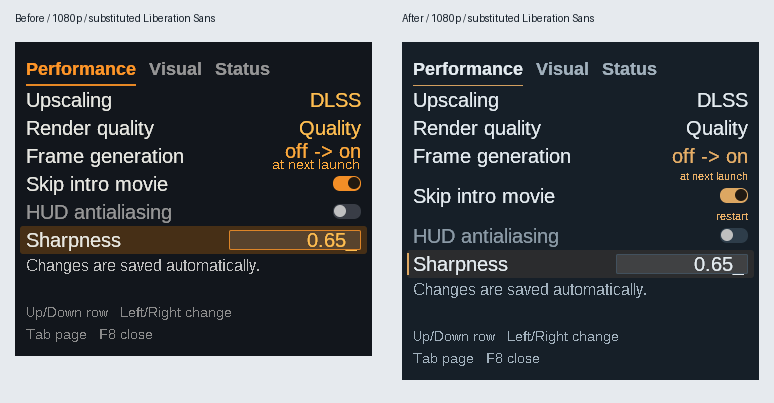 Before / 1080p / substituted Liberation Sans
Performance Visual Status
Upscaling DLSS
Render quality Quality
Frame generation off -> on
at next launch
Skip intro movie
HUD antialiasing
Sharpness 0.65_
Changes are saved automatically.
Up/Down row Left/Right change
Tab page F8 close
After / 1080p / substituted Liberation Sans
Performance Visual Status
Upscaling DLSS
Render quality Quality
Frame generation off -> on
at next launch
Skip intro movie
restart
HUD antialiasing
Sharpness 0.65_
Changes are saved automatically.
Up/Down row Left/Right change
Tab page F8 close